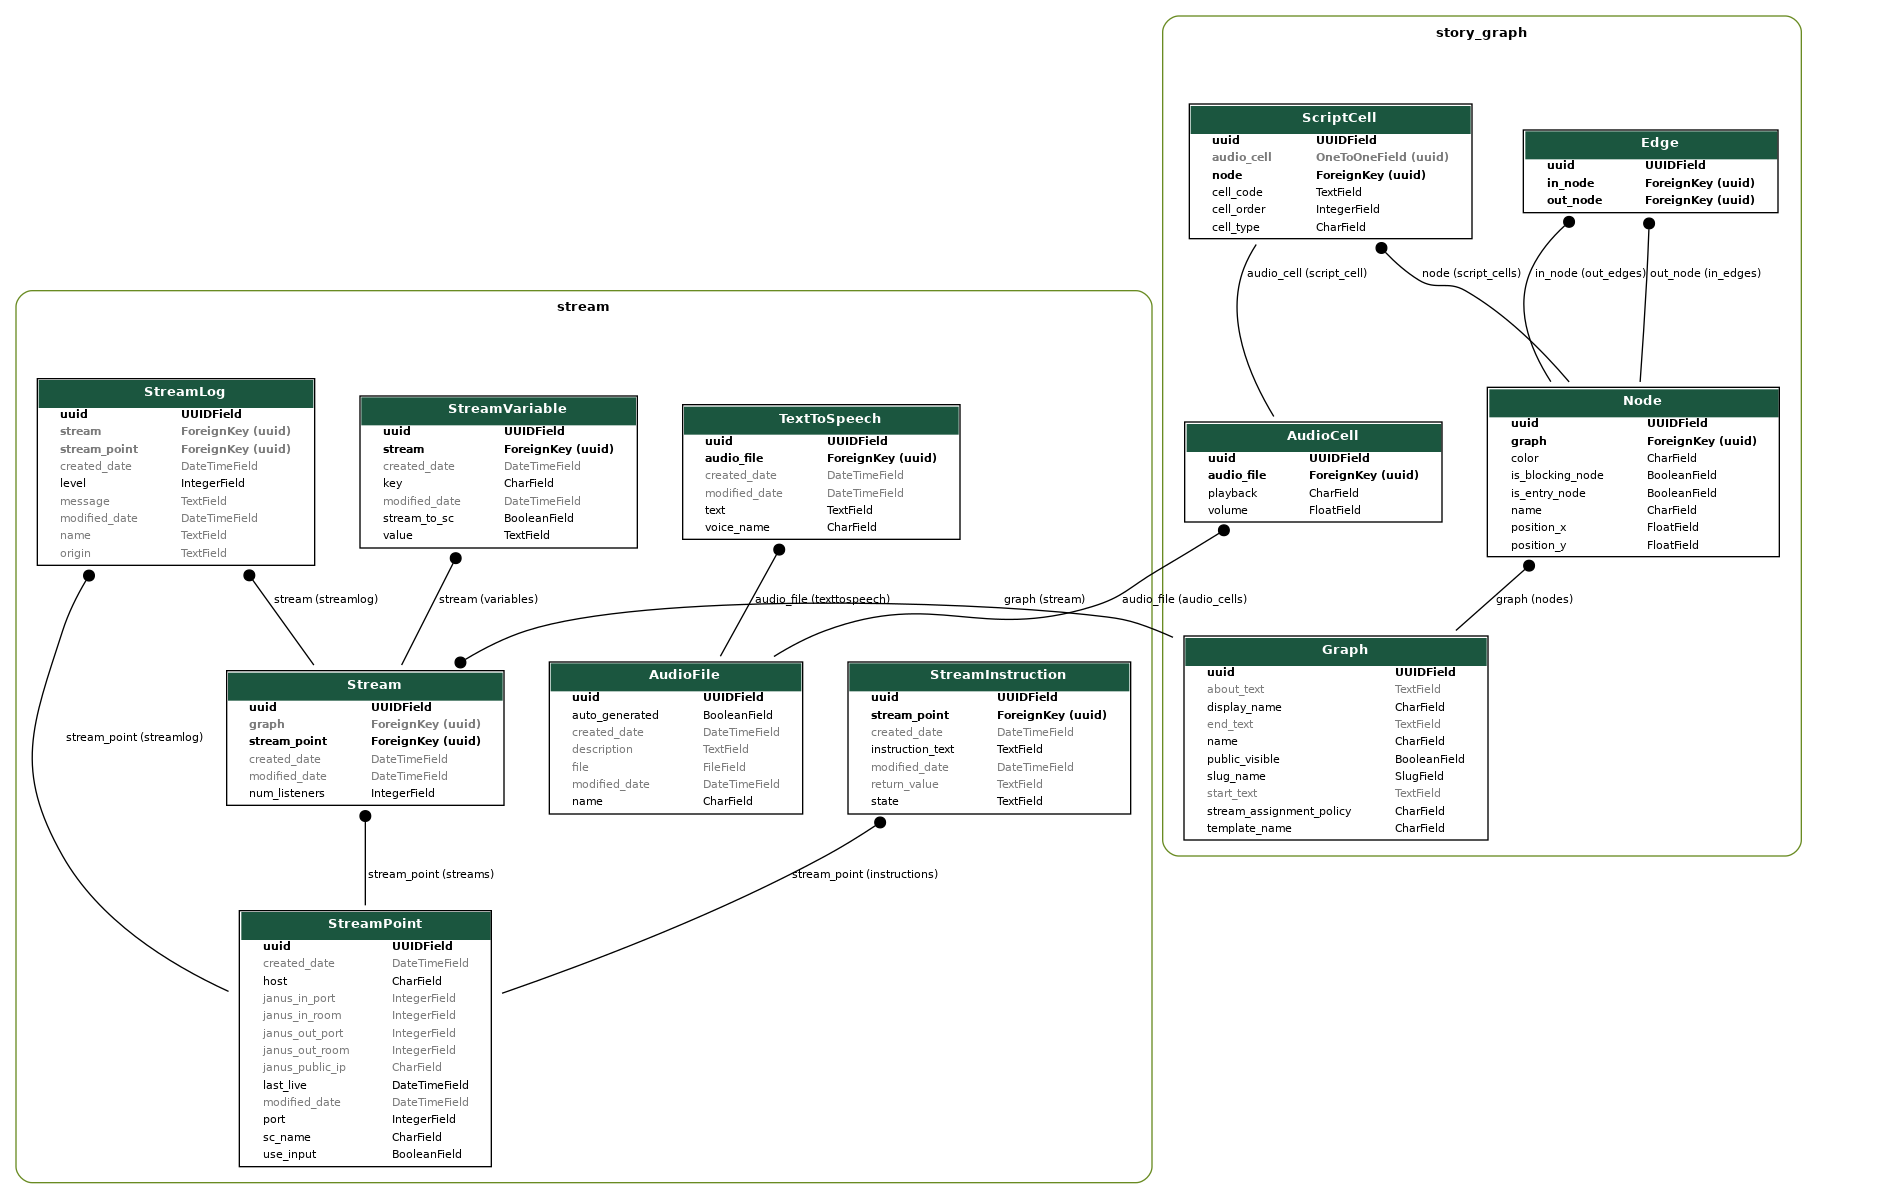 story_graph
ScriptCell
uuid UUIDField
audio_cell OneToOneField (uuid)
node ForeignKey (uuid)
cell_code TextField
cell_order IntegerField
cell_type CharField
Edge
uuid UUIDField
in_node ForeignKey (uuid)
out_node ForeignKey (uuid)
audio_cell (script_cell)
node (script_cells)
in_node (out_edges)
out_node (in_edges)
stream
StreamLog
uuid UUIDField
stream ForeignKey (uuid)
stream_point ForeignKey (uuid)
created_date DateTimeField
level IntegerField
message TextField
modified_date DateTimeField
name TextField
origin TextField
StreamVariable
uuid UUIDField
stream ForeignKey (uuid)
created_date DateTimeField
key CharField
modified_date DateTimeField
stream_to_sc BooleanField
value TextField
TextToSpeech
uuid UUIDField
audio_file ForeignKey (uuid)
created_date DateTimeField
modified_date DateTimeField
text TextField
voice_name CharField
AudioCell
uuid UUIDField
audio_file ForeignKey (uuid)
playback CharField
volume FloatField
Node
uuid UUIDField
graph ForeignKey (uuid)
color CharField
is_blocking_node BooleanField
is_entry_node BooleanField
name CharField
position_x FloatField
position_y FloatField
stream (streamlog)
stream (variables)
audio_file (texttospeech)
graph (stream)
audio_file (audio_cells)
graph (nodes)
stream_point (streamlog)
Stream
uuid UUIDField
graph ForeignKey (uuid)
stream_point ForeignKey (uuid)
created_date DateTimeField
modified_date DateTimeField
num_listeners IntegerField
AudioFile
uuid UUIDField
auto_generated BooleanField
created_date DateTimeField
description TextField
file FileField
modified_date DateTimeField
name CharField
StreamInstruction
uuid UUIDField
stream_point ForeignKey (uuid)
created_date DateTimeField
instruction_text TextField
modified_date DateTimeField
return_value TextField
state TextField
Graph
uuid UUIDField
about_text TextField
display_name CharField
end_text TextField
name CharField
public_visible BooleanField
slug_name SlugField
start_text TextField
stream_assignment_policy CharField
template_name CharField
stream_point (streams)
stream_point (instructions)
StreamPoint
uuid UUIDField
created_date DateTimeField
host CharField
janus_in_port IntegerField
janus_in_room IntegerField
janus_out_port IntegerField
janus_out_room IntegerField
janus_public_ip CharField
last_live DateTimeField
modified_date DateTimeField
port IntegerField
sc_name CharField
use_input BooleanField